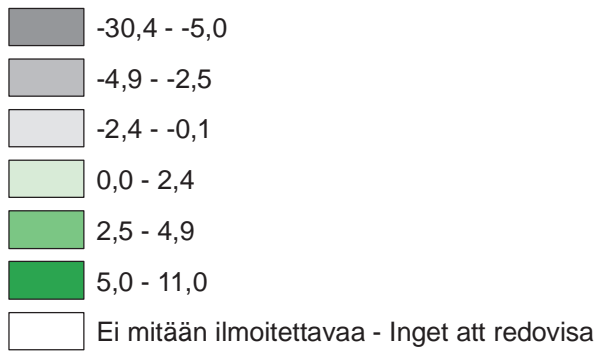 -30,4 - -5,0
-4,9 - -2,5
-2,4 - -0,1
0,0 - 2,4
2,5 - 4,9
5,0 - 11,0
Ei mitään ilmoitettavaa - Inget att redovisa